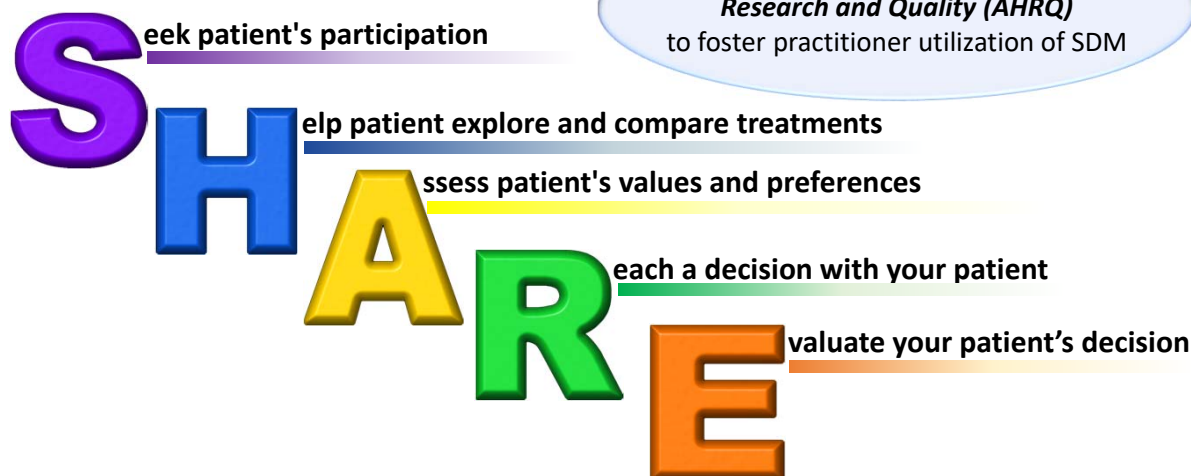 Research and Quality (AHRQ)
to foster practitioner utilization of SDM
Seek patient's participation
Help patient explore and compare treatments
Assess patient's values and preferences
Reach a decision with your patient
Evaluate your patient’s decision